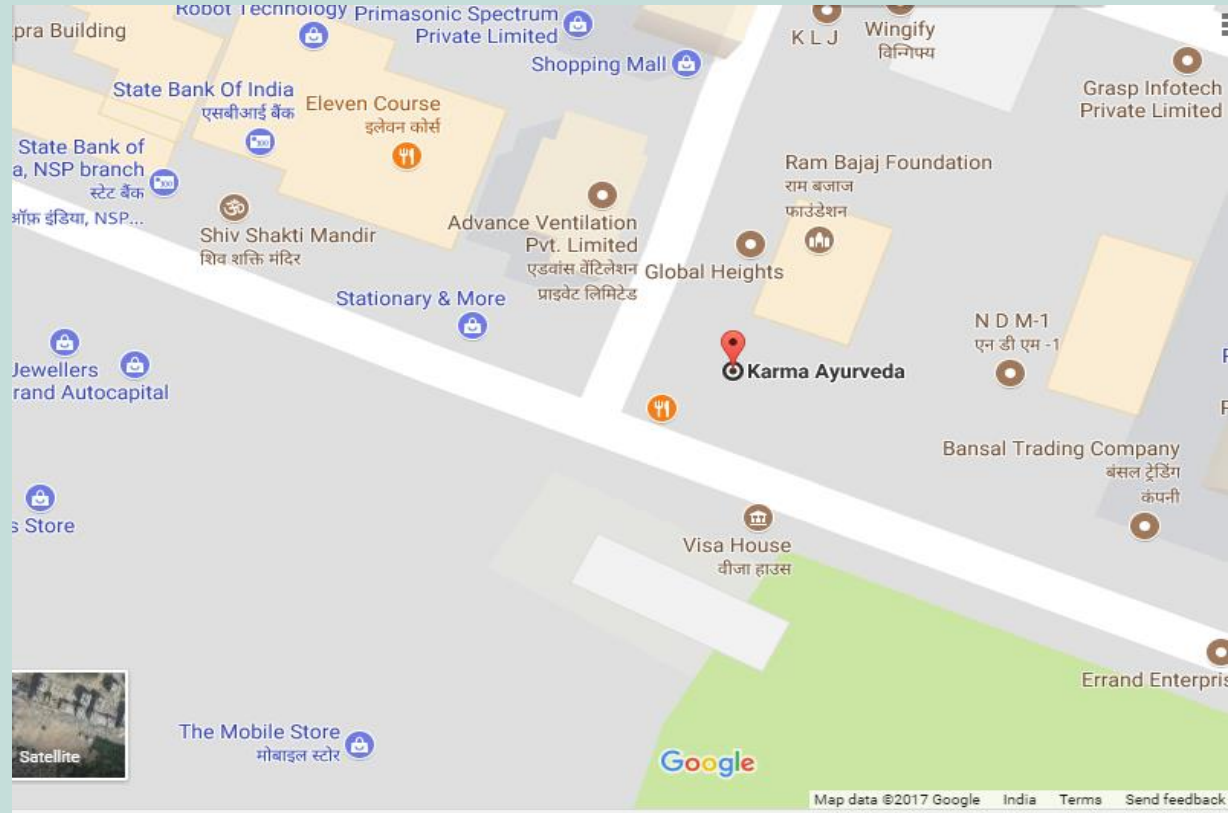 Robot Technology
Primasonic Spectrum
Private Limited
Shopping Mall
K L J
Wingify
विन्गिफ्य
Grasp Infotech
Private Limited
pra Building
State Bank Of India
एसबीआई बैंक
Eleven Course
इलेवन कोर्स
State Bank of
a, NSP branch
स्टेट बैंक
ऑफ़ इंडिया, NSP...
Shiv Shakti Mandir
शिव शक्ति मंदिर
Advance Ventilation
Pvt. Limited
एडवांस वेंटिलेशन
प्राइवेट लिमिटेड
Ram Bajaj Foundation
राम बजाज
फाउंडेशन
Global Heights
Stationary & More
N D M-1
एन डी एम -1
Jewellers
rand Autocapital
Karma Ayurveda
Bansal Trading Company
बंसल ट्रेडिंग
कंपनी
s Store
Visa House
वीजा हाउस
Errand Enterpris
The Mobile Store
मोबाइल स्टोर
Satellite
Google
Map data ©2017 Google India Terms Send feedback